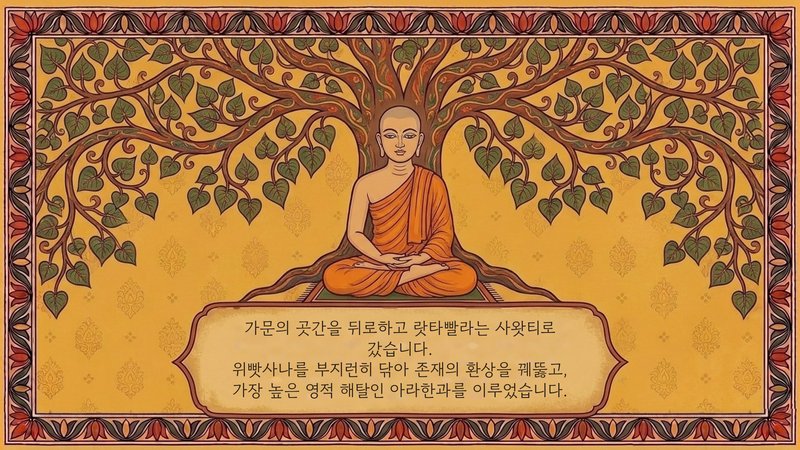 가문의 곳간을 뒤로하고 랏타빨라는 사왓티로
갔습니다.
위빳사나를 부지런히 닦아 존재의 환상을 꿰뚫고,
가장 높은 영적 해탈인 아라한과를 이루었습니다.